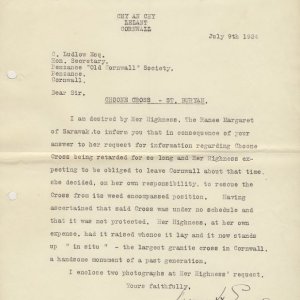 CHY AN CHY
LELANT
CORNWALL
July 9th 1934
C. Ludlow Esq.
Hon. Secretary,
Penzance "Old Cornwall" Society,
Penzance,
Cornwall.
Dear Sir,
CHOONE CROSS - ST. BURYAN.
I am desired by Her Highness, The Ranee Margaret
of Sarawak to inform you that in consequence of your
answer to her request for information regarding Choone
Cross being retarded for so long and Her Highness ex-
pecting to be obliged to leave Cornwall about that time,
she decided, on her own responsibility, to rescue the
Cross from its weed encompassed position. Having
ascertained that said Cross was under no schedule and
that it was not protected. Her Highness, at her own
expense, had it raised whence it lay and it now stands
up " in situ " - the largest granite cross in Cornwall,
a handsome monument of a past generation.
I enclose two photographs at Her Highness' request.
Yours faithfully,